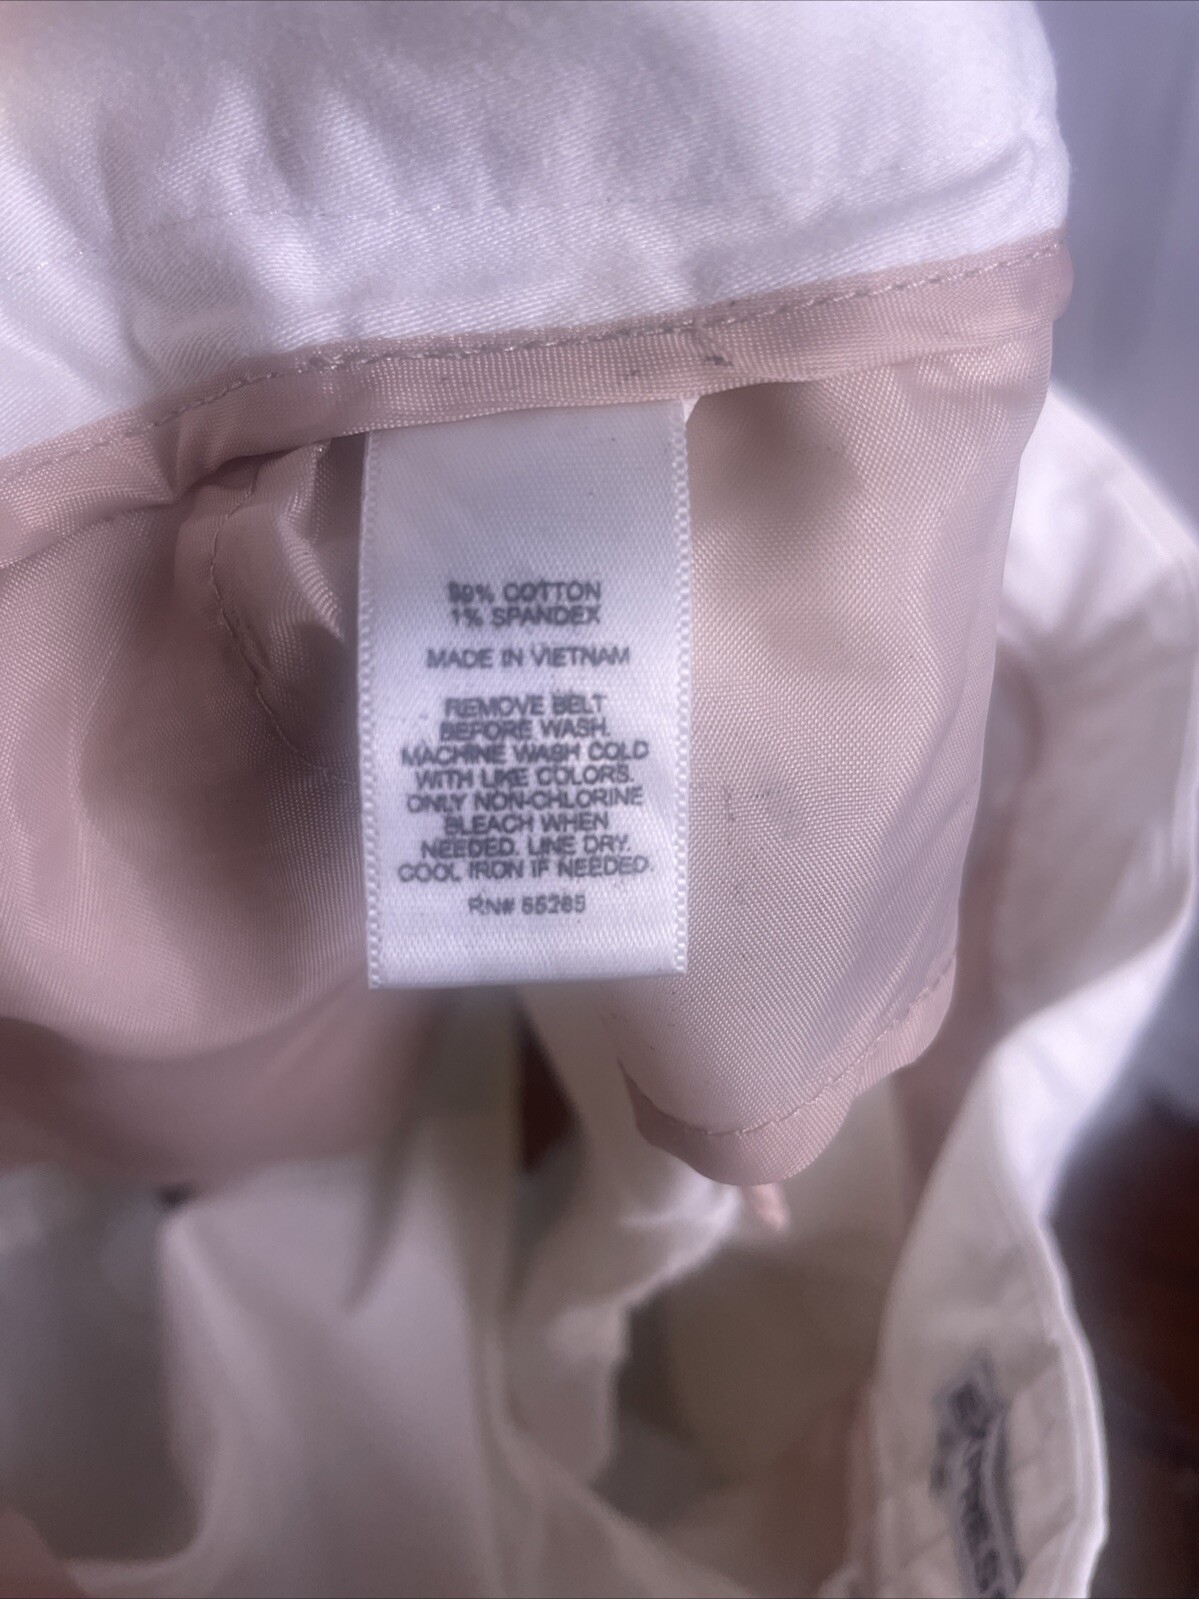 99% COTTON
1% SPANDEX
MADE IN VIETNAM
REMOVE BELT
BEFORE WASH.
MACHINE WASH COLD
WITH LIKE COLORS.
ONLY NON-CHLORINE
BLEACH WHEN
NEEDED. LINE DRY.
COOL IRON IF NEEDED
RN# 55285